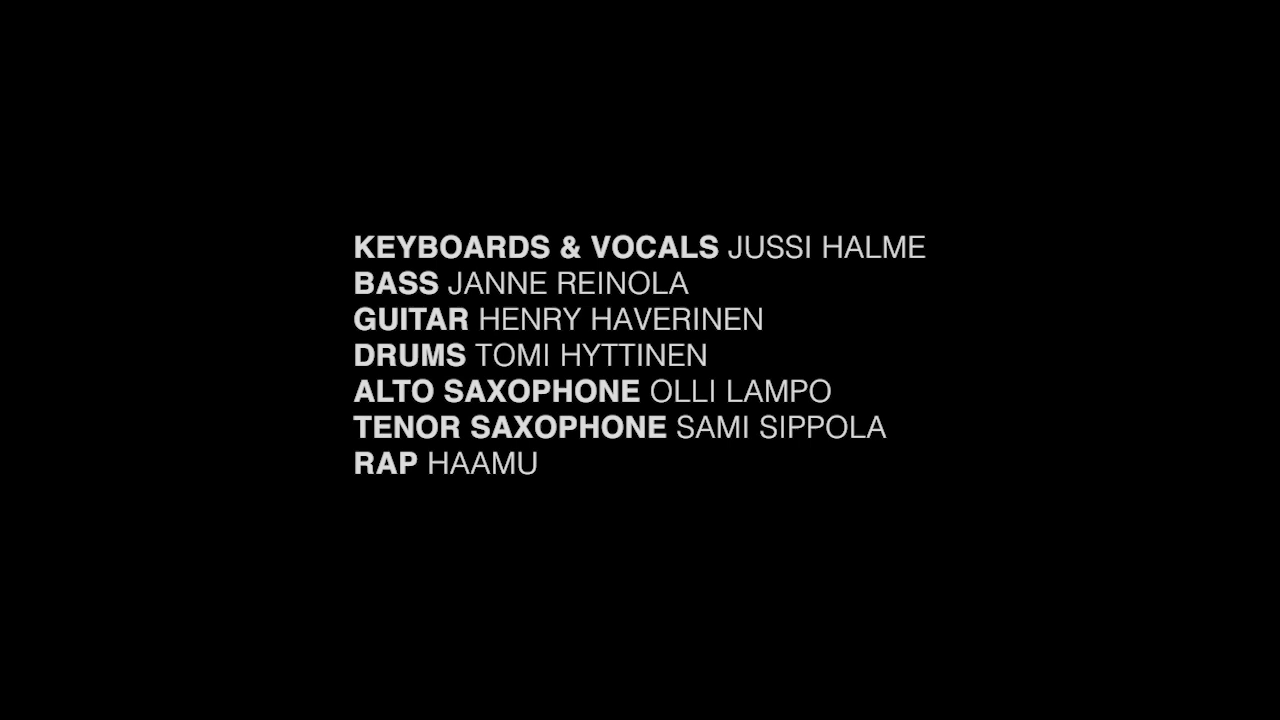 KEYBOARDS & VOCALS JUSSI HALME
BASS JANNE REINOLA
GUITAR HENRY HAVERINEN
DRUMS TOMI HYTTINEN
ALTO SAXOPHONE OLLI LAMPO
TENOR SAXOPHONE SAMI SIPPOLA
RAP HAAMU